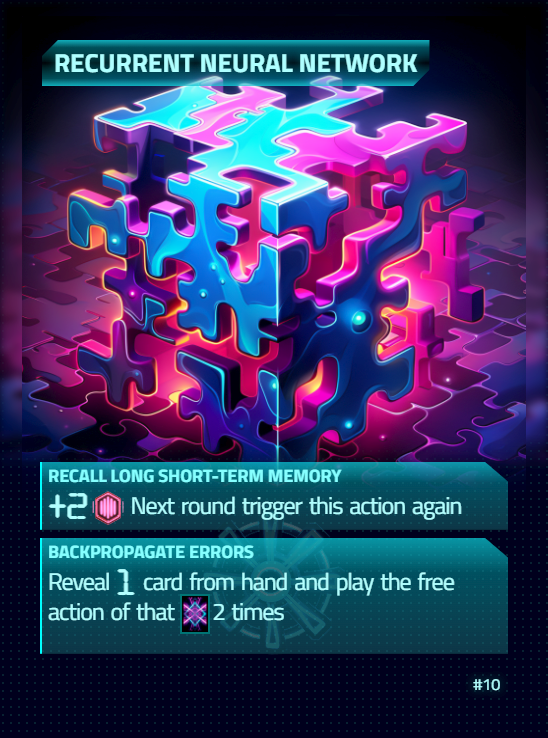 RECURRENT NEURAL NETWORK
RECALL LONG SHORT-TERM MEMORY
+2 Next round trigger this action again
BACKPROPAGATE ERRORS
Reveal 1 card from hand and play the free
action of that 2 times
#10